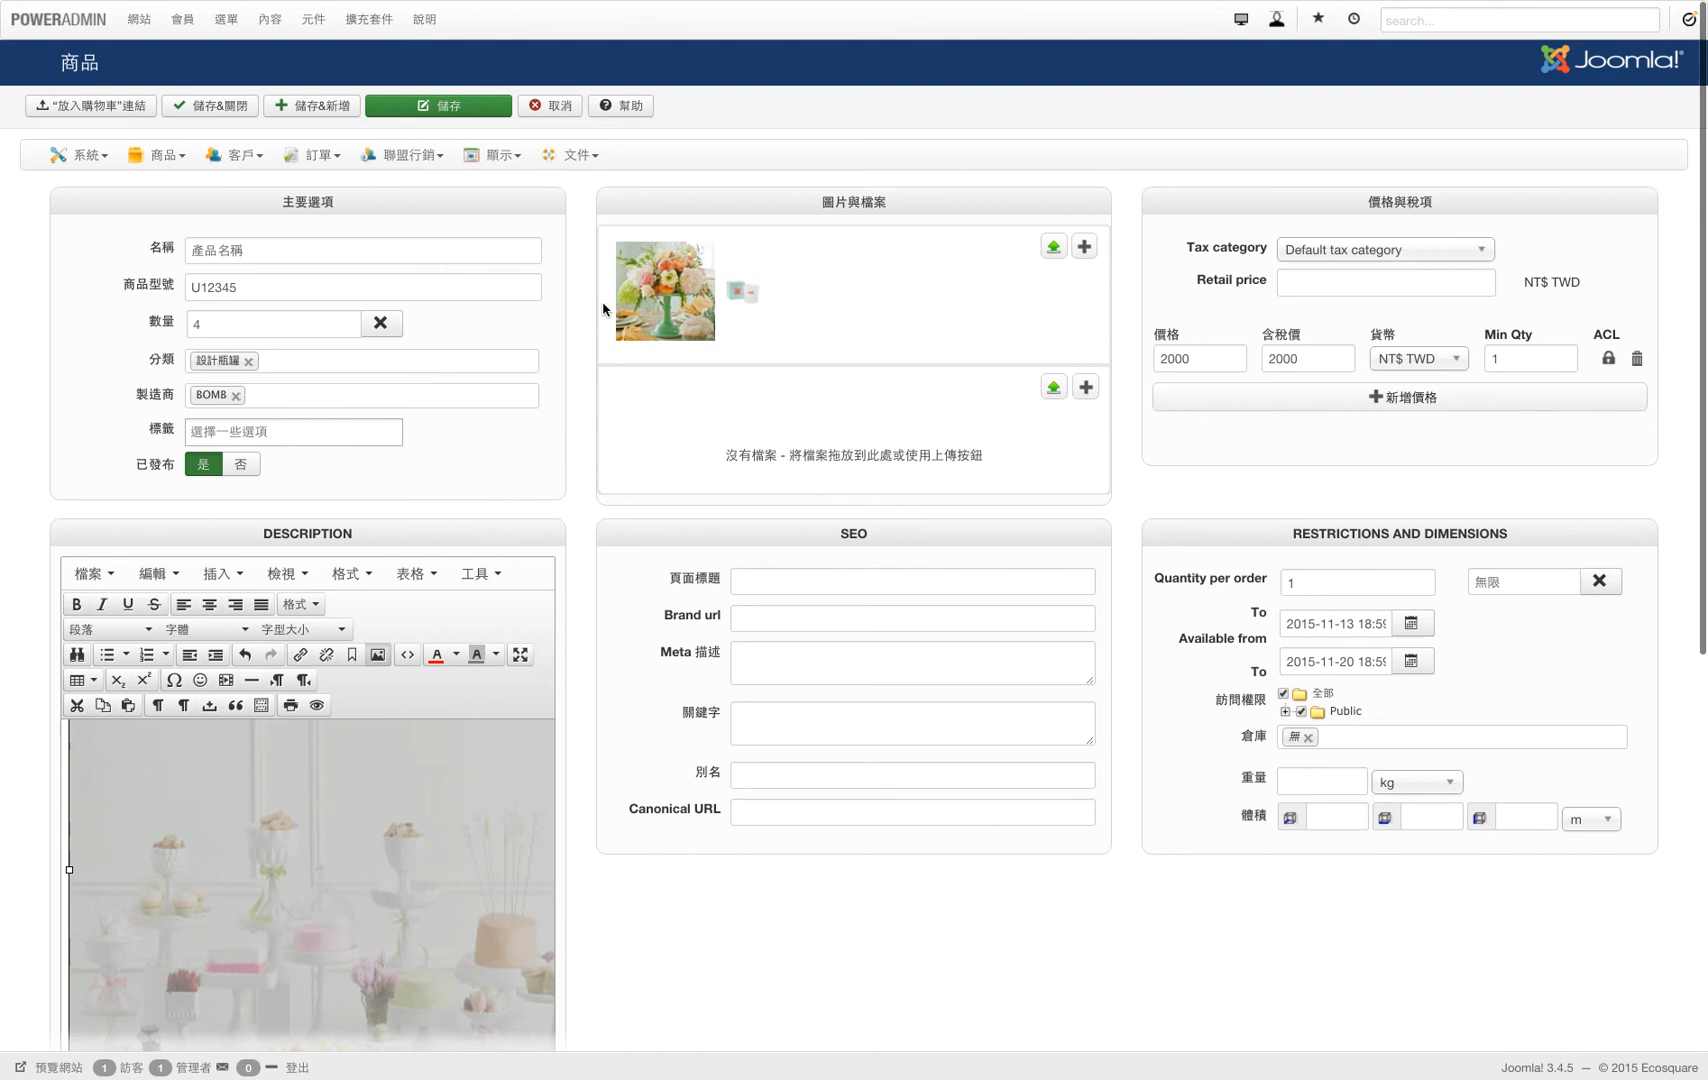 POWERADMIN 網站 會員 選單 內容 元件 擴充套件 說明 search...
商品 Joomla!
“放入購物車”連結 儲存&關閉 儲存&新增 儲存 取消 幫助
系統 商品 客戶 訂單 聯盟行銷 顯示 文件
主要選項
名稱 產品名稱
商品型號 U12345
數量 4
分類 設計瓶罐
製造商 BOMB
標籤 選擇一些選項
已發布 是 否
圖片與檔案
沒有檔案 - 將檔案拖放到此處或使用上傳按鈕
價格與稅項
Tax category Default tax category
Retail price NT$ TWD
價格 含稅價 貨幣 Min Qty ACL
2000 2000 NT$ TWD 1
新增價格
DESCRIPTION
檔案 編輯 插入 檢視 格式 表格 工具
格式
段落 字體 字型大小
SEO
頁面標題
Brand url
Meta 描述
關鍵字
別名
Canonical URL
RESTRICTIONS AND DIMENSIONS
Quantity per order 1 無限
To
2015-11-13 18:59
Available from
To 2015-11-20 18:59
訪問權限 全部
Public
倉庫 無
重量 kg
體積 m
預覽網站 1 訪客 1 管理者 0 登出 Joomla! 3.4.5 — © 2015 Ecosquare